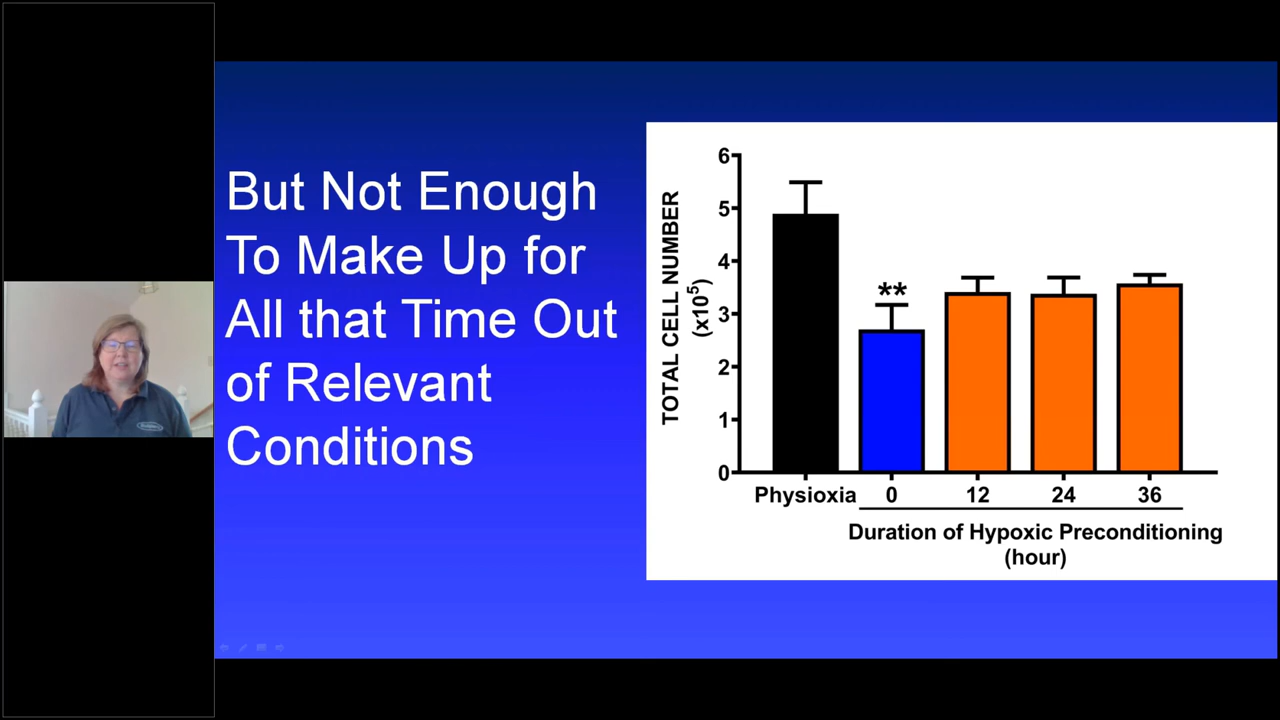 But Not Enough
To Make Up for
All that Time Out
of Relevant
Conditions
TOTAL CELL NUMBER
(x10⁵)
6
5
4
3
2
1
0
**
Physioxia 0 12 24 36
Duration of Hypoxic Preconditioning
(hour)